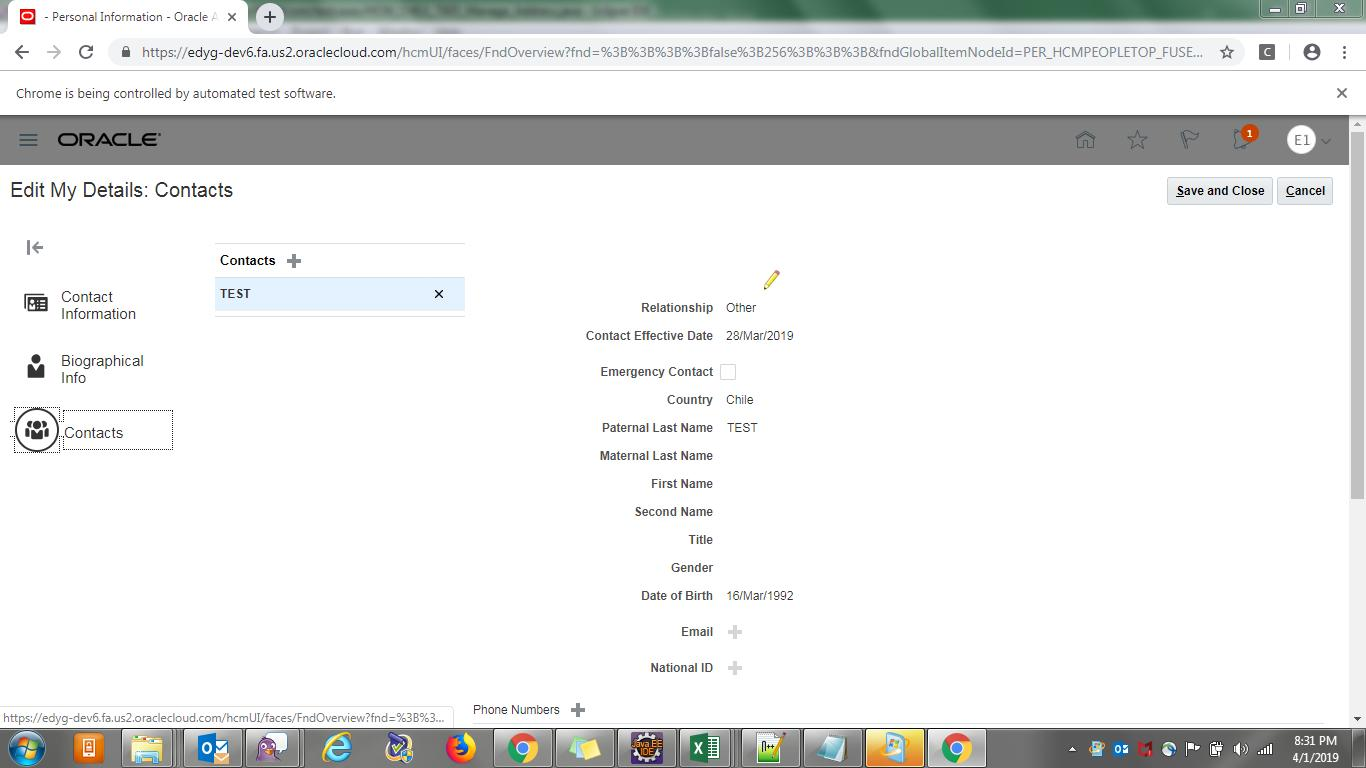 - Personal Information - Oracle A
https://edyg-dev6.fa.us2.oraclecloud.com/hcmUI/faces/FndOverview?fnd=%3B%3B%3B%3Bfalse%3B256%3B%3B%3B&fndGlobalItemNodeId=PER_HCMPEOPLETOP_FUSE...
C
Chrome is being controlled by automated test software.
ORACLE
1
E1
Edit My Details: Contacts
Save and Close
Cancel
Contact
Information
Biographical
Info
Contacts
Contacts
TEST
Relationship Other
Contact Effective Date 28/Mar/2019
Emergency Contact
Country Chile
Paternal Last Name TEST
Maternal Last Name
First Name
Second Name
Title
Gender
Date of Birth 16/Mar/1992
Email
National ID
Phone Numbers
https://edyg-dev6.fa.us2.oraclecloud.com/hcmUI/faces/FndOverview?fnd=%3B%3...
Java EE
IDE
8:31 PM
4/1/2019